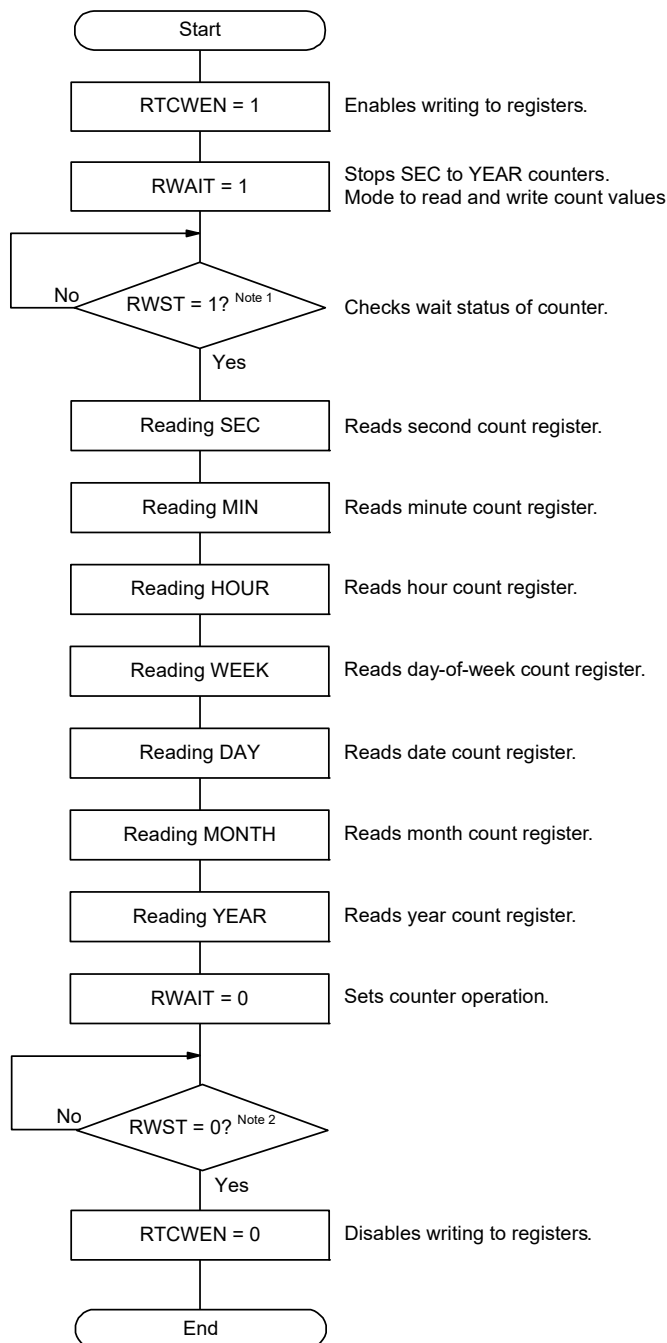 Start
RTCWEN = 1
Enables writing to registers.
RWAIT = 1
Stops SEC to YEAR counters.
Mode to read and write count values
No
RWST = 1? Note 1
Checks wait status of counter.
Yes
Reading SEC
Reads second count register.
Reading MIN
Reads minute count register.
Reading HOUR
Reads hour count register.
Reading WEEK
Reads day-of-week count register.
Reading DAY
Reads date count register.
Reading MONTH
Reads month count register.
Reading YEAR
Reads year count register.
RWAIT = 0
Sets counter operation.
No
RWST = 0? Note 2
Yes
RTCWEN = 0
Disables writing to registers.
End